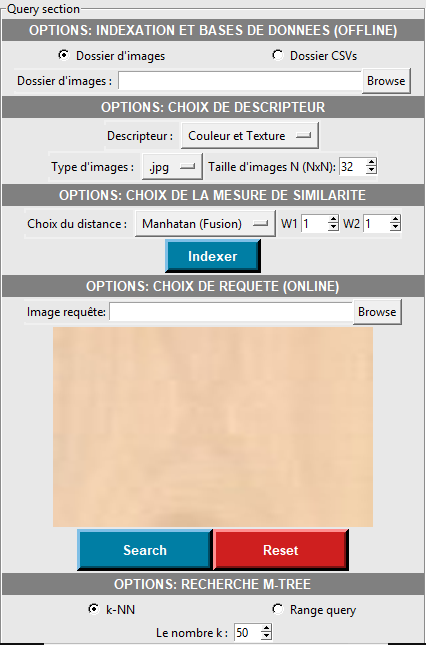 Query section
OPTIONS: INDEXATION ET BASES DE DONNEES (OFFLINE)
Dossier d'images Dossier CSVs
Dossier d'images : Browse
OPTIONS: CHOIX DE DESCRIPTEUR
Descripteur : Couleur et Texture
Type d'images : .jpg Taille d'images N (NxN): 32
OPTIONS: CHOIX DE LA MESURE DE SIMILARITE
Choix du distance : Manhatan (Fusion) W1 1 W2 1
Indexer
OPTIONS: CHOIX DE REQUETE (ONLINE)
Image requête: Browse
Search Reset
OPTIONS: RECHERCHE M-TREE
k-NN Range query
Le nombre k : 50